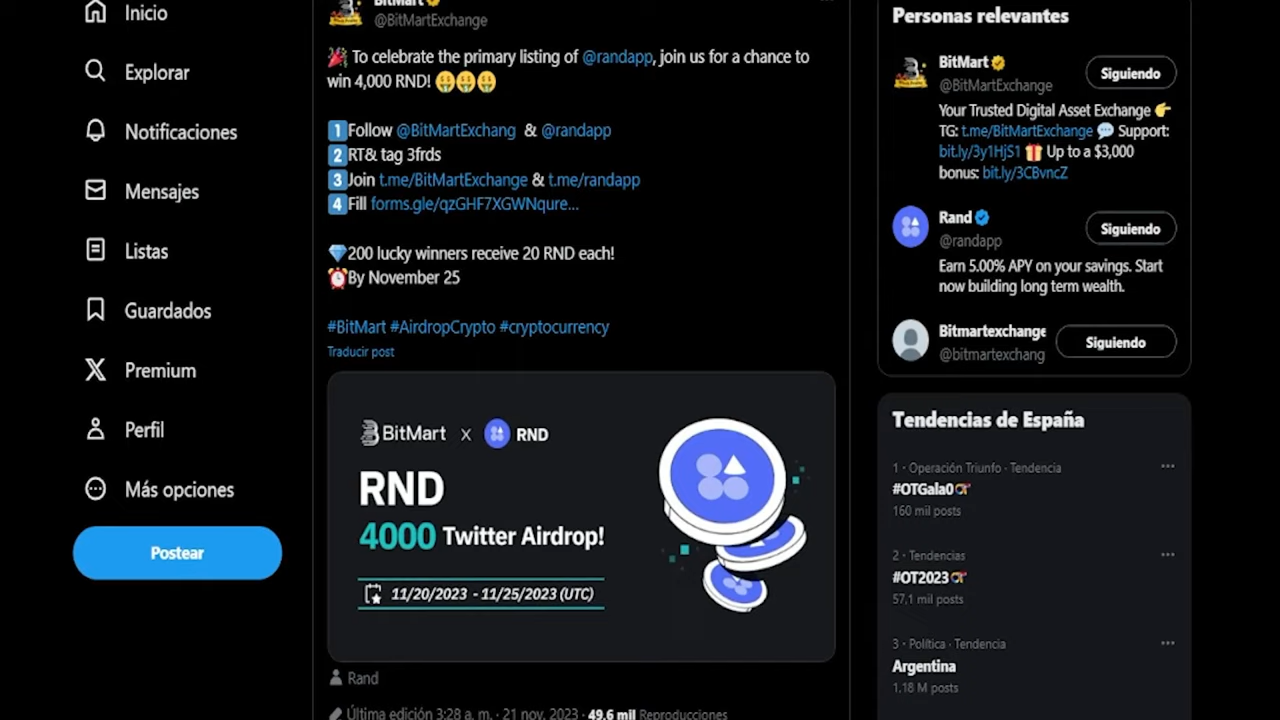 Inicio
Explorar
Notificaciones
Mensajes
Listas
Guardados
Premium
Perfil
Más opciones
Postear
BitMart
@BitMartExchange
To celebrate the primary listing of @randapp, join us for a chance to
win 4,000 RND!
1 Follow @BitMartExchang & @randapp
2 RT& tag 3frds
3 Join t.me/BitMartExchange & t.me/randapp
4 Fill forms.gle/qzGHF7XGWNqure...
200 lucky winners receive 20 RND each!
By November 25
#BitMart #AirdropCrypto #cryptocurrency
Traducir post
BitMart x RND
RND
4000 Twitter Airdrop!
11/20/2023 - 11/25/2023 (UTC)
Rand
Última edición 3:28 a. m. · 21 nov. 2023 · 49,6 mil Reproducciones
Personas relevantes
BitMart
@BitMartExchange
Siguiendo
Your Trusted Digital Asset Exchange
TG: t.me/BitMartExchange Support:
bit.ly/3y1HjS1 Up to a $3,000
bonus: bit.ly/3CBvncZ
Rand
@randapp
Siguiendo
Earn 5.00% APY on your savings. Start
now building long term wealth.
Bitmartexchange
@bitmartexchang
Siguiendo
Tendencias de España
1 · Operación Triunfo · Tendencia
#OTGala0
160 mil posts
2 · Tendencias
#OT2023
57,1 mil posts
3 · Política · Tendencia
Argentina
1,18 M posts